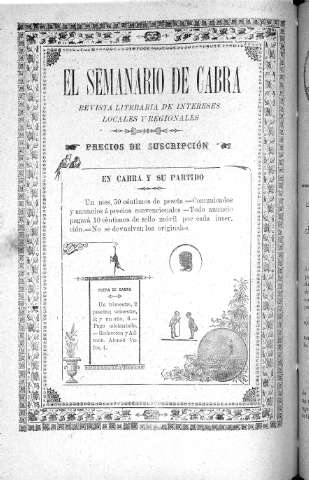 EL SEMANARIO DE CABRA
REVISTA LITERARIA DE INTERESES
LOCALES Y REGIONALES
PRECIOS DE SUSCRIPCIÓN
EN CABRA Y SU PARTIDO
Un mes, 50 céntimos de peseta.—Comunicados
y anuncios á precios convencionales.—Todo anuncio
pagará 10 céntimos de sello móvil por cada inser-
ción.—No se devuelven los originales
FUERA DE CABRA
Un trimestre, 2
pesetas; semestre,
4; y un año, 8.—
Pago adelantado.
—Redacción y Ad-
món.